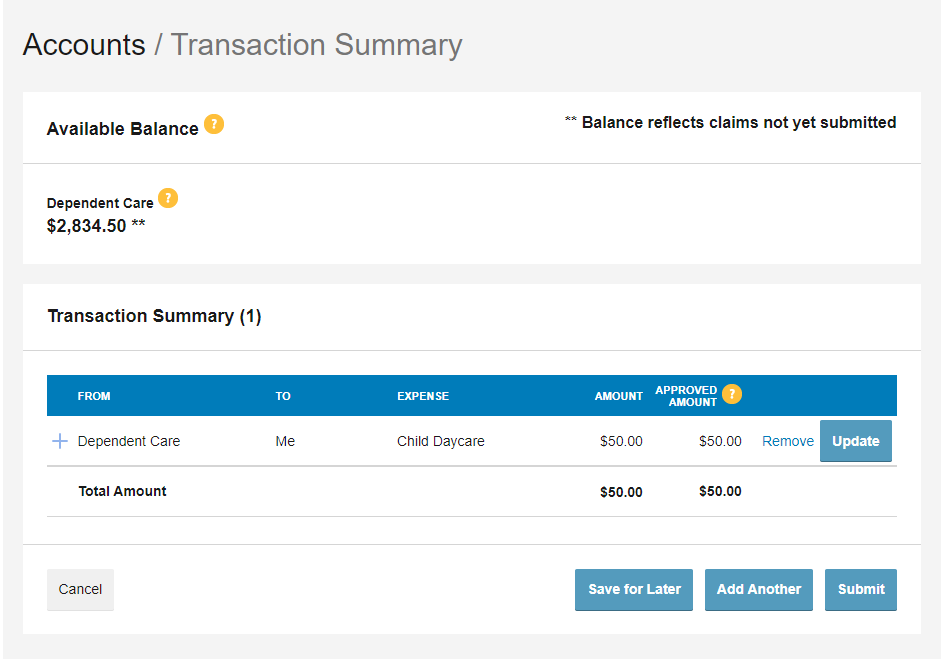 Accounts / Transaction Summary
Available Balance ?
** Balance reflects claims not yet submitted
Dependent Care ?
$2,834.50 **
Transaction Summary (1)
FROM TO EXPENSE AMOUNT APPROVED AMOUNT ?
Dependent Care Me Child Daycare $50.00 $50.00 Remove Update
Total Amount $50.00 $50.00
Cancel Save for Later Add Another Submit